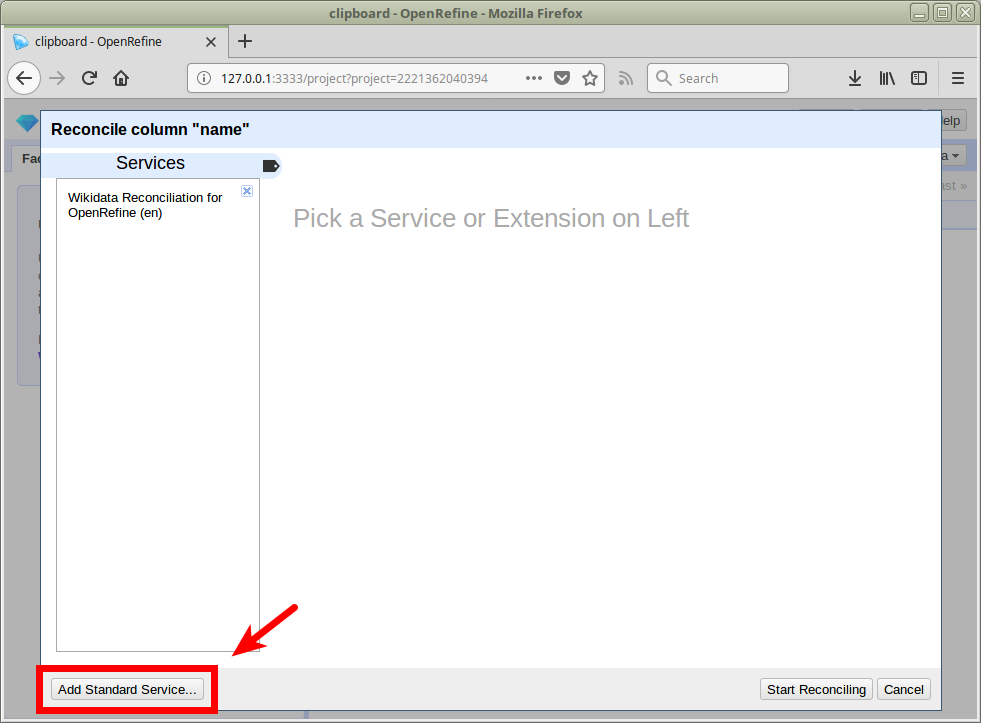 clipboard - OpenRefine - Mozilla Firefox
clipboard - OpenRefine
127.0.0.1:3333/project?project=2221362040394
Search
Reconcile column "name"
elp
Fac
Services
Wikidata Reconciliation for
OpenRefine (en)
Pick a Service or Extension on Left
a
ast »
Add Standard Service...
Start Reconciling
Cancel